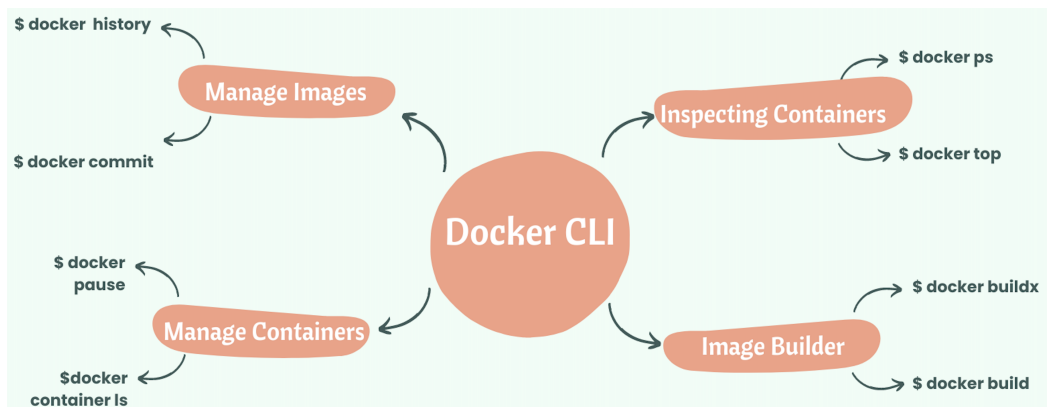 $ docker history
Manage Images
$ docker commit
$ docker ps
Inspecting Containers
$ docker top
Docker CLI
$ docker
pause
Manage Containers
$docker
container ls
$ docker buildx
Image Builder
$ docker build